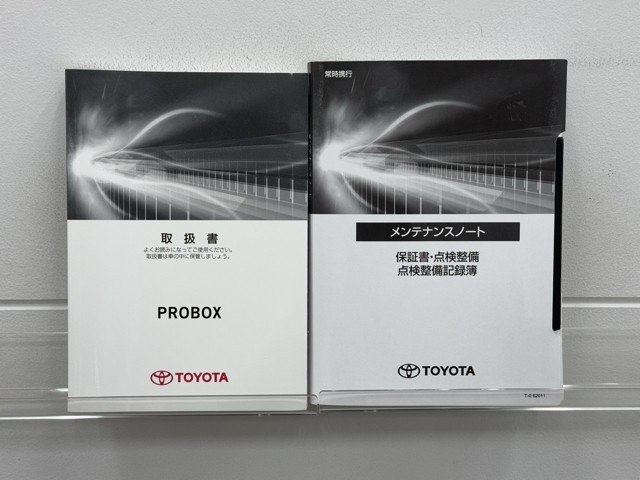 取扱書
よくお読みになってご使用ください。
取扱書は車の中に保管しましょう。
PROBOX
TOYOTA
常時携行
メンテナンスノート
保証書・点検整備
点検整備記録簿
TOYOTA